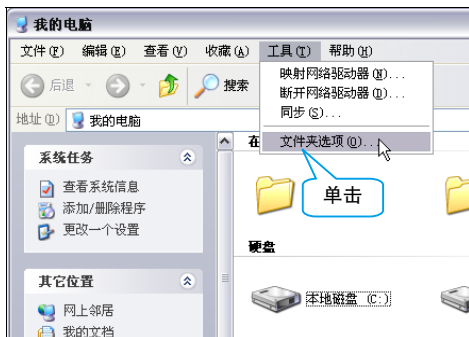 我的电脑
文件(F) 编辑(E) 查看(V) 收藏(A) 工具(T) 帮助(H)
后退 搜索
映射网络驱动器(N)...
断开网络驱动器(D)...
同步(S)...
文件夹选项(O)...
地址(D) 我的电脑
系统任务
查看系统信息
添加/删除程序
更改一个设置
在
单击
硬盘
本地磁盘 (C:)
其它位置
网上邻居
我的文档